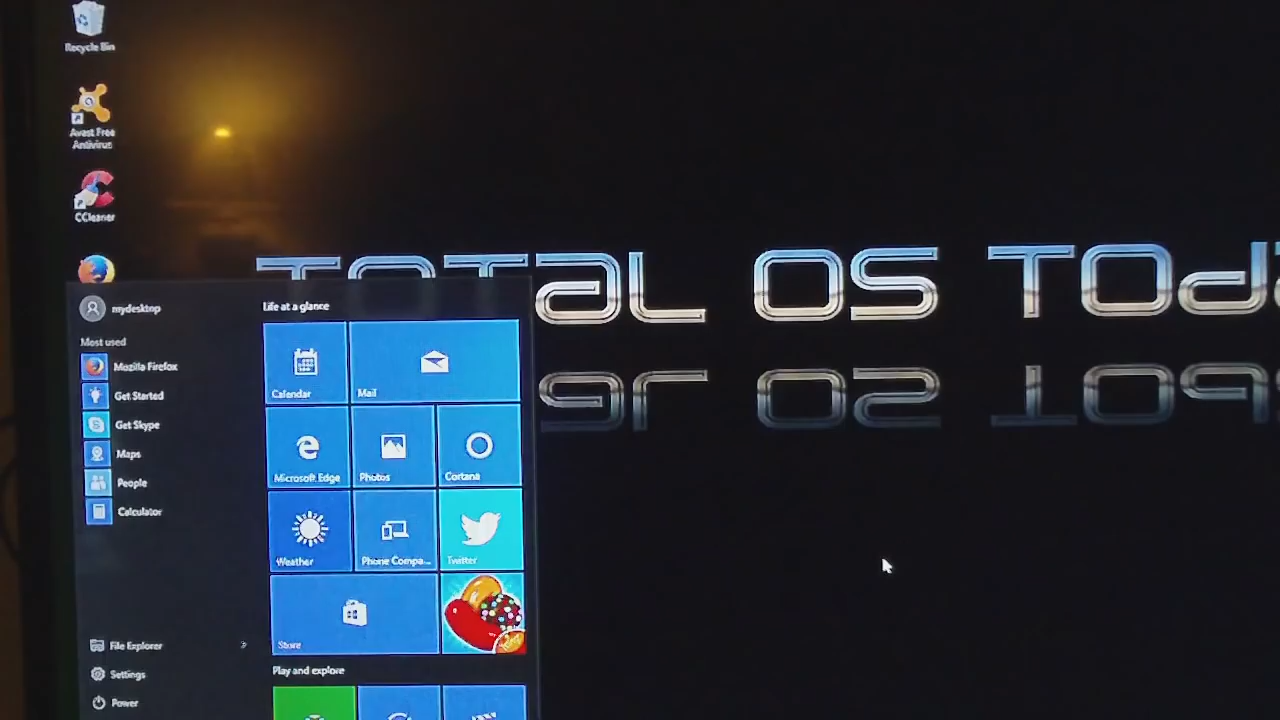 Recycle Bin
Avast Free
Antivirus
CCleaner
TOTAL OS TOda
mydesktop
Most used
Mozilla Firefox
Get Started
Get Skype
Maps
People
Calculator
File Explorer
Settings
Power
Life at a glance
Calendar
Mail
Microsoft Edge
Photos
Cortana
Weather
Phone Compa...
Twitter
Store
Play and explore